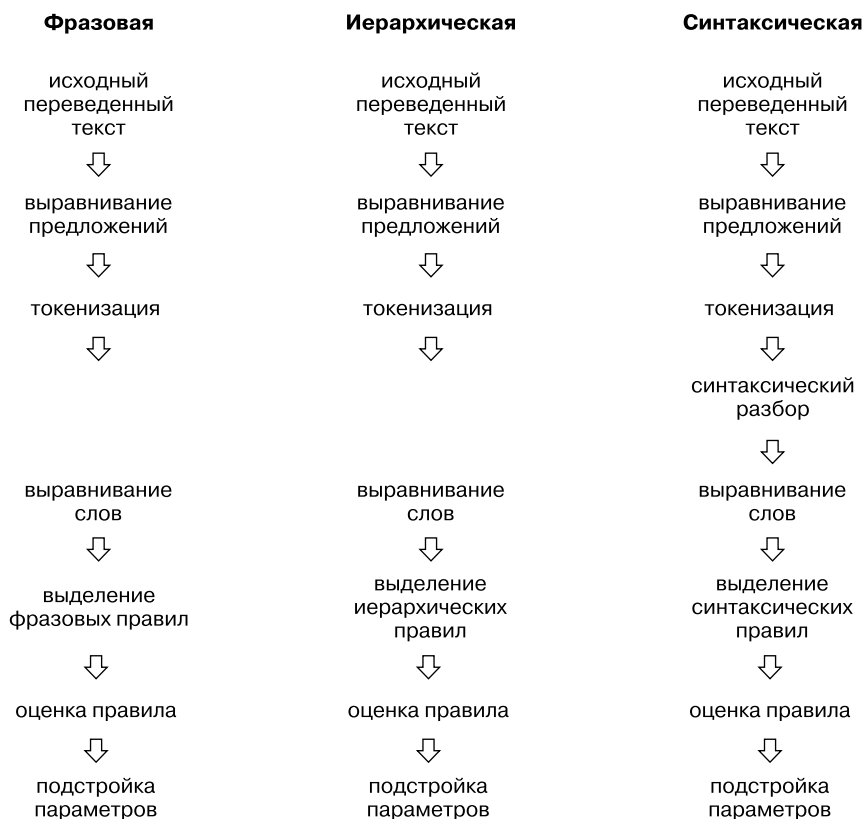 Фразовая
исходный
переведенный
текст
выравнивание
предложений
токенизация
выравнивание
слов
выделение
фразовых правил
оценка правила
подстройка
параметров
Иерархическая
исходный
переведенный
текст
выравнивание
предложений
токенизация
выравнивание
слов
выделение
иерархических
правил
оценка правила
подстройка
параметров
Синтаксическая
исходный
переведенный
текст
выравнивание
предложений
токенизация
синтаксический
разбор
выравнивание
слов
выделение
синтаксических
правил
оценка правила
подстройка
параметров